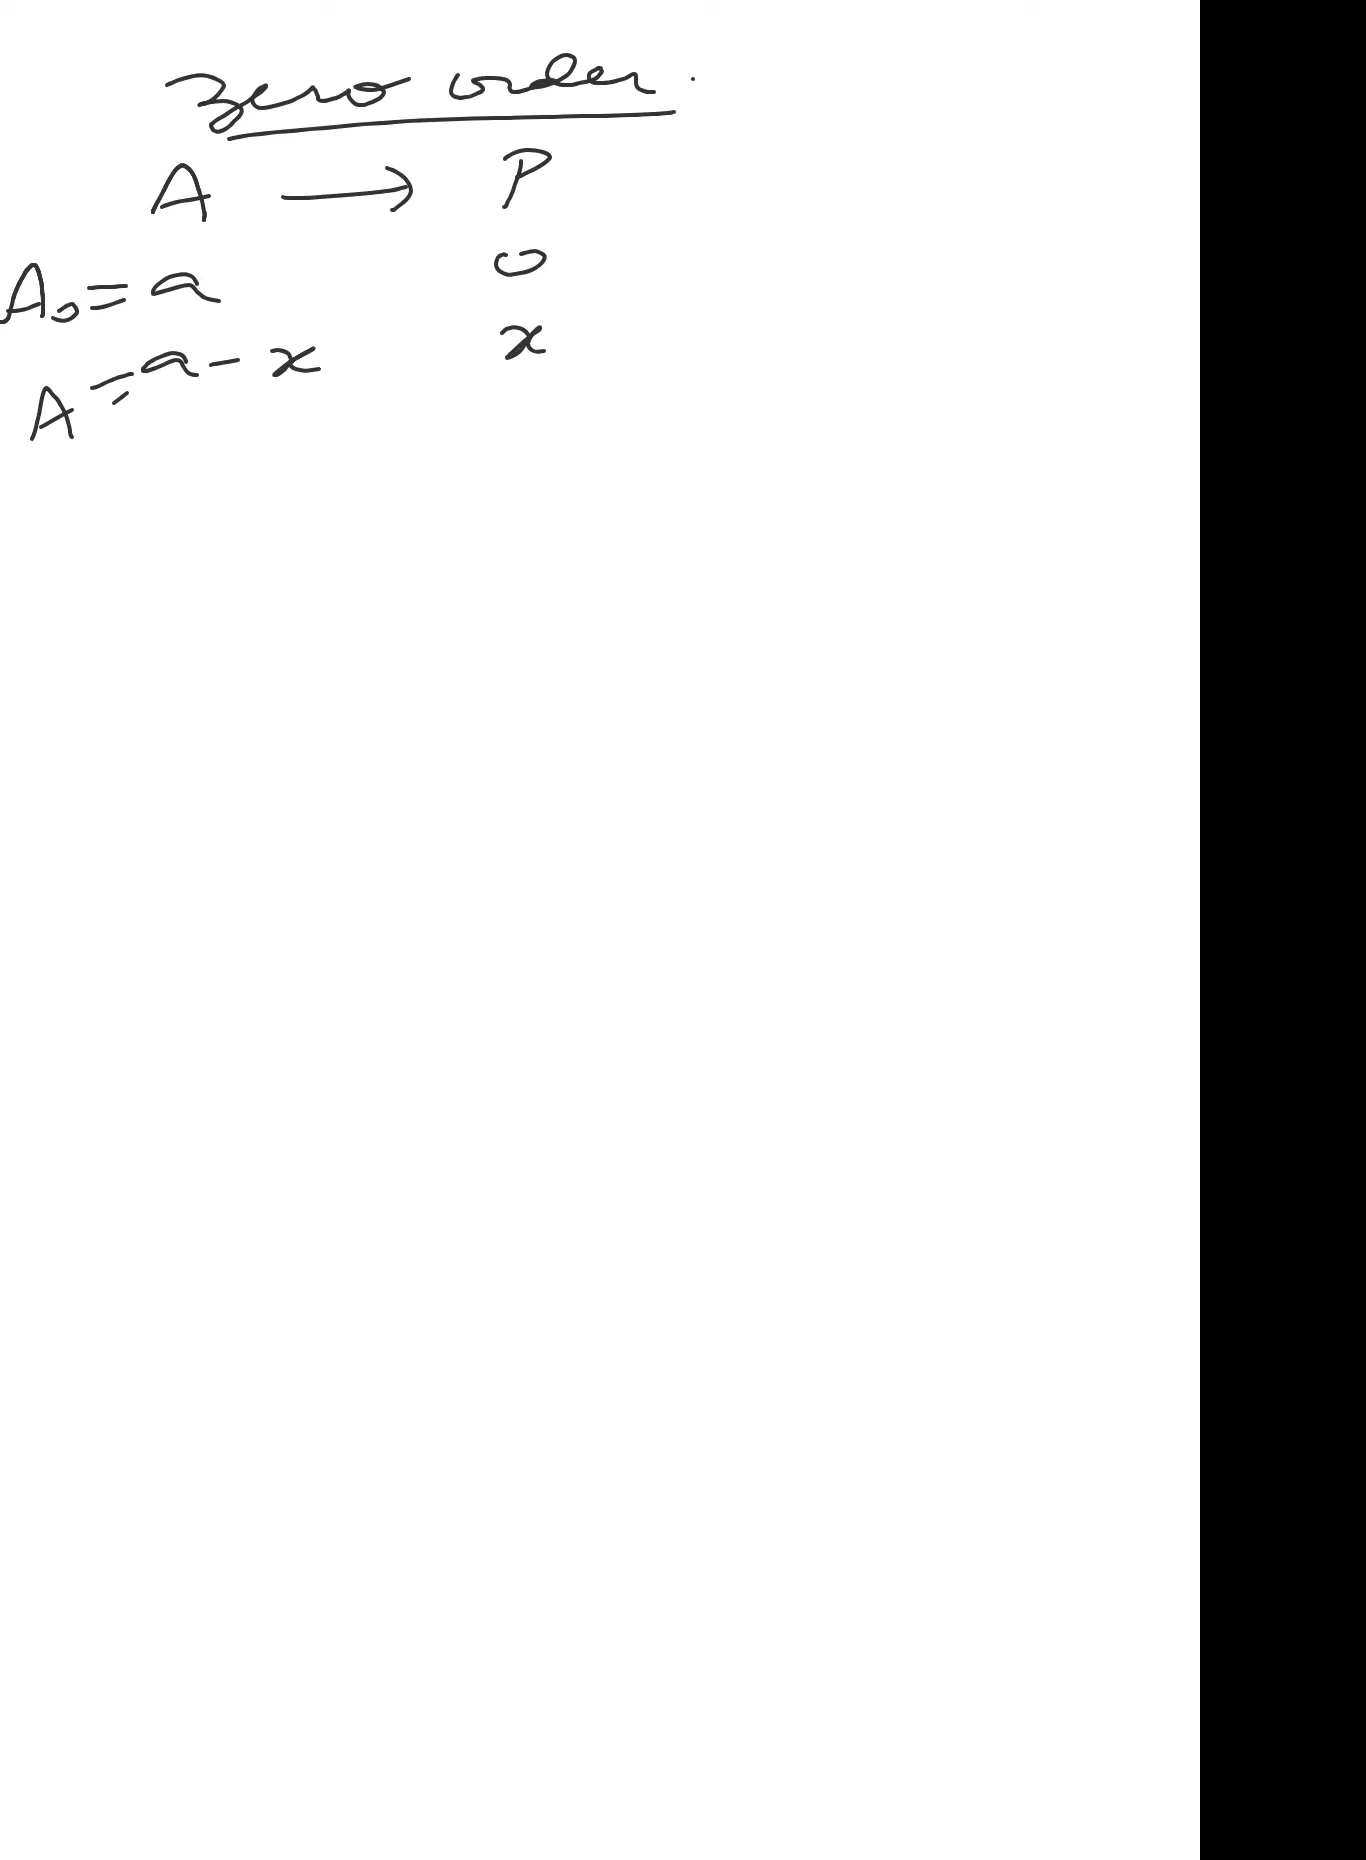 zero order.
A → P
A₀ = a 0
A = a - x x